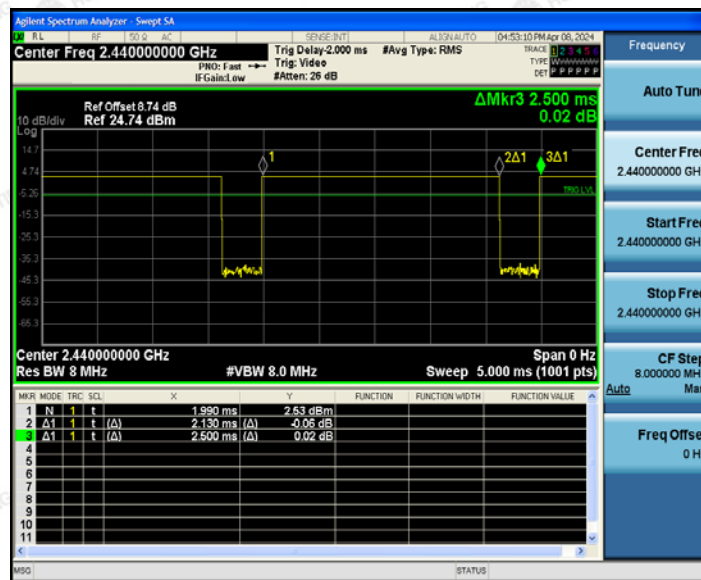 Agilent Spectrum Analyzer - Swept SA
RL RF 50 Ω AC SENSE:INT ALIGN AUTO 04:53:10 PM Apr 08, 2024
Center Freq 2.440000000 GHz
PNO: Fast
IFGain:Low
Trig Delay-2.000 ms
Trig: Video
#Atten: 26 dB
#Avg Type: RMS
TRACE 1 2 3 4 5 6
TYPE
DET P P P P P P
Ref Offset 8.74 dB
10 dB/div Ref 24.74 dBm
Log
ΔMkr3 2.500 ms
0.02 dB
14.7
4.74
-5.26
-15.3
-25.3
-35.3
-45.3
-55.3
-65.3
1
2Δ1
3Δ1
TRIG LVL
Center 2.440000000 GHz Span 0 Hz
Res BW 8 MHz #VBW 8.0 MHz Sweep 5.000 ms (1001 pts)
MKR MODE TRC SCL X Y FUNCTION FUNCTION WIDTH FUNCTION VALUE
1 N 1 t 1.990 ms 2.53 dBm
2 Δ1 1 t (Δ) 2.130 ms (Δ) -0.06 dB
3 Δ1 1 t (Δ) 2.500 ms (Δ) 0.02 dB
4
5
6
7
8
9
10
11
MSG STATUS
Frequency
Auto Tun
Center Fre
2.440000000 GH
Start Fre
2.440000000 GH
Stop Fre
2.440000000 GH
CF Step
8.000000 MH
Auto Ma
Freq Offse
0 H